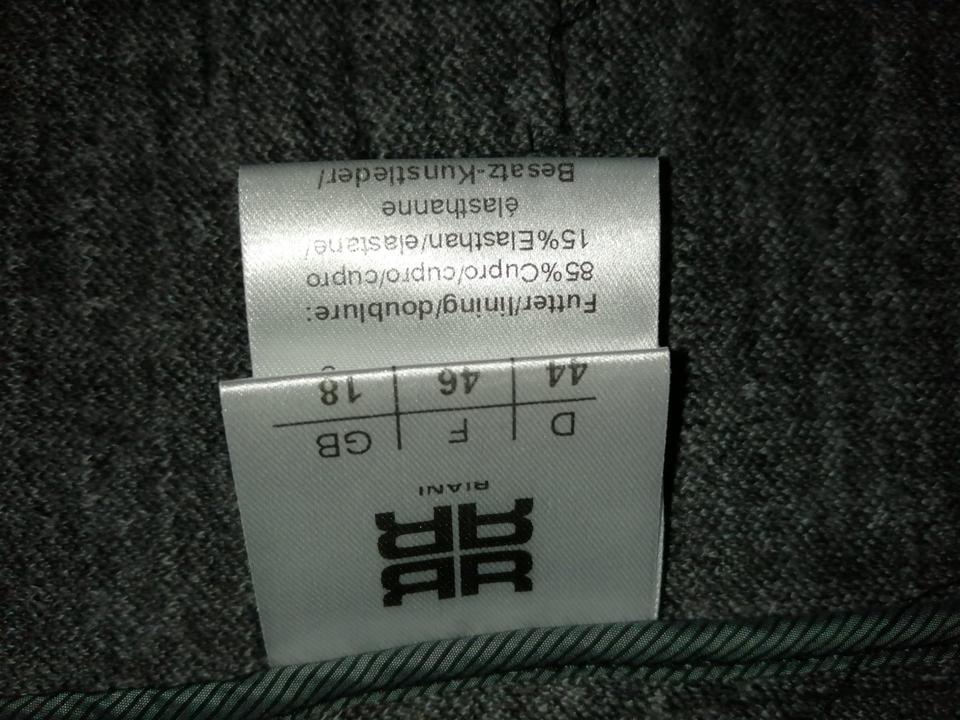 RIANI
D F GB
44 46 18
Futter/lining/doublure:
85%Cupro/cupro/cupro
15%Elasthan/elastane/
élasthanne
Besatz-Kunstleder/